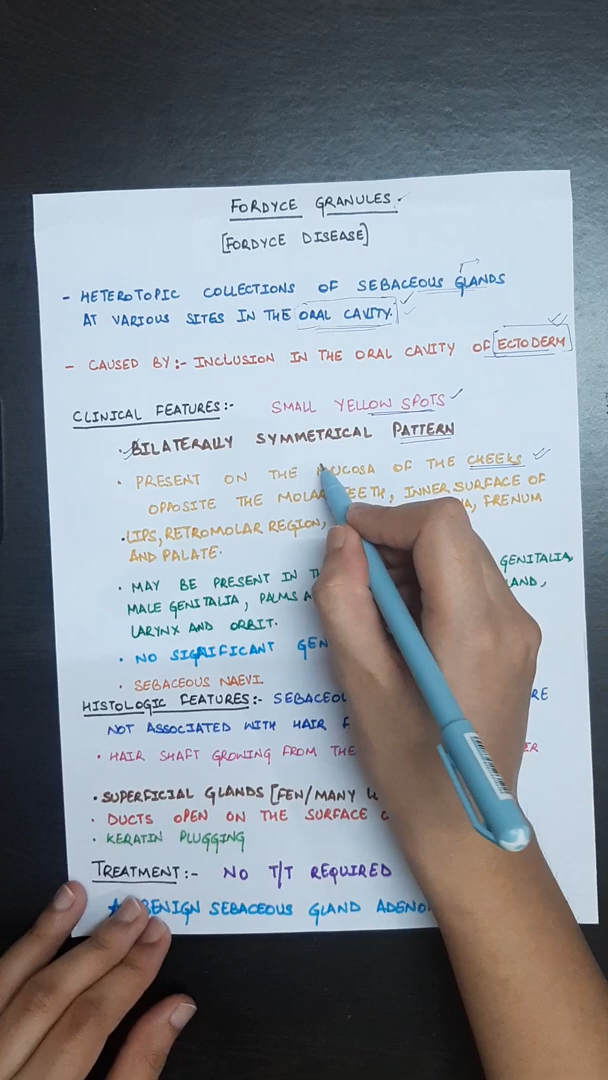 FORDYCE GRANULES.
[FORDYCE DISEASE]
- HETEROTOPIC COLLECTIONS OF SEBACEOUS GLANDS
AT VARIOUS SITES IN THE ORAL CAVITY.
- CAUSED BY:- INCLUSION IN THE ORAL CAVITY OF ECTODERM
CLINICAL FEATURES:- SMALL YELLOW SPOTS
• BILATERALLY SYMMETRICAL PATTERN
• PRESENT ON THE MUCOSA OF THE CHEEKS
OPPOSITE THE MOLAR TEETH, INNER SURFACE OF
• LIPS, RETROMOLAR REGION, FRENUM
AND PALATE.
• MAY BE PRESENT IN GENITALIA,
MALE GENITALIA, PALMS
LARYNX AND ORBIT.
• NO SIGNIFICANT
• SEBACEOUS NAEVI
HISTOLOGIC FEATURES:-
NOT ASSOCIATED WITH HAIR
• HAIR SHAFT GROWING FROM THE
• SUPERFICIAL GLANDS [FEW/MANY
• DUCTS OPEN ON THE SURFACE
• KERATIN PLUGGING
TREATMENT:- NO T/T REQUIRED
BENIGN SEBACEOUS GLAND